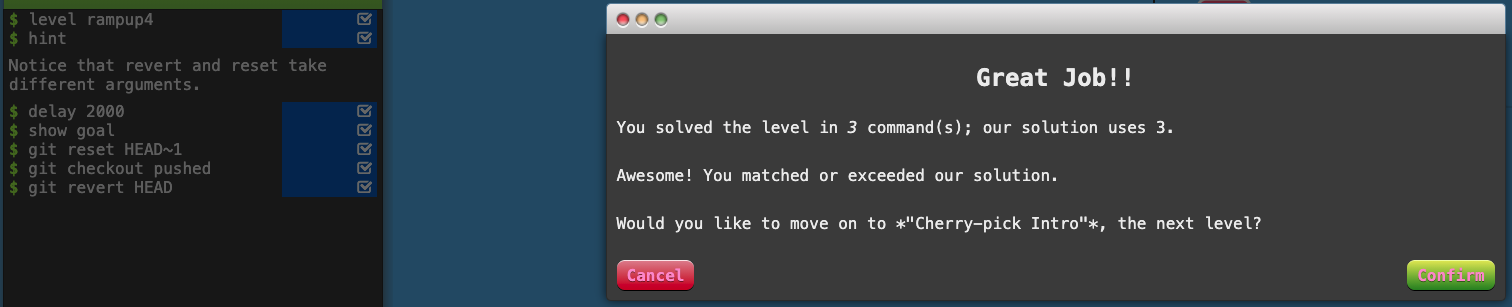 $ level rampup4
$ hint
Notice that revert and reset take
different arguments.
$ delay 2000
$ show goal
$ git reset HEAD~1
$ git checkout pushed
$ git revert HEAD
Great Job!!
You solved the level in 3 command(s); our solution uses 3.
Awesome! You matched or exceeded our solution.
Would you like to move on to *"Cherry-pick Intro"*, the next level?
Cancel
Confirm